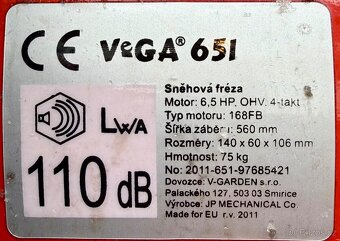 CE VeGA® 651
Sněhová fréza
Motor: 6,5 HP, OHV, 4-takt
Typ motoru: 168FB
Šířka záběru: 560 mm
Rozměry: 140 x 60 x 106 mm
Hmotnost: 75 kg
No: 2011-651-97685421
Dovozce: V-GARDEN s.r.o.
Palackého 127, 503 03 Smiřice
Výrobce: JP MECHANICAL Co.
Made for EU r.v. 2011
LWA
110 dB